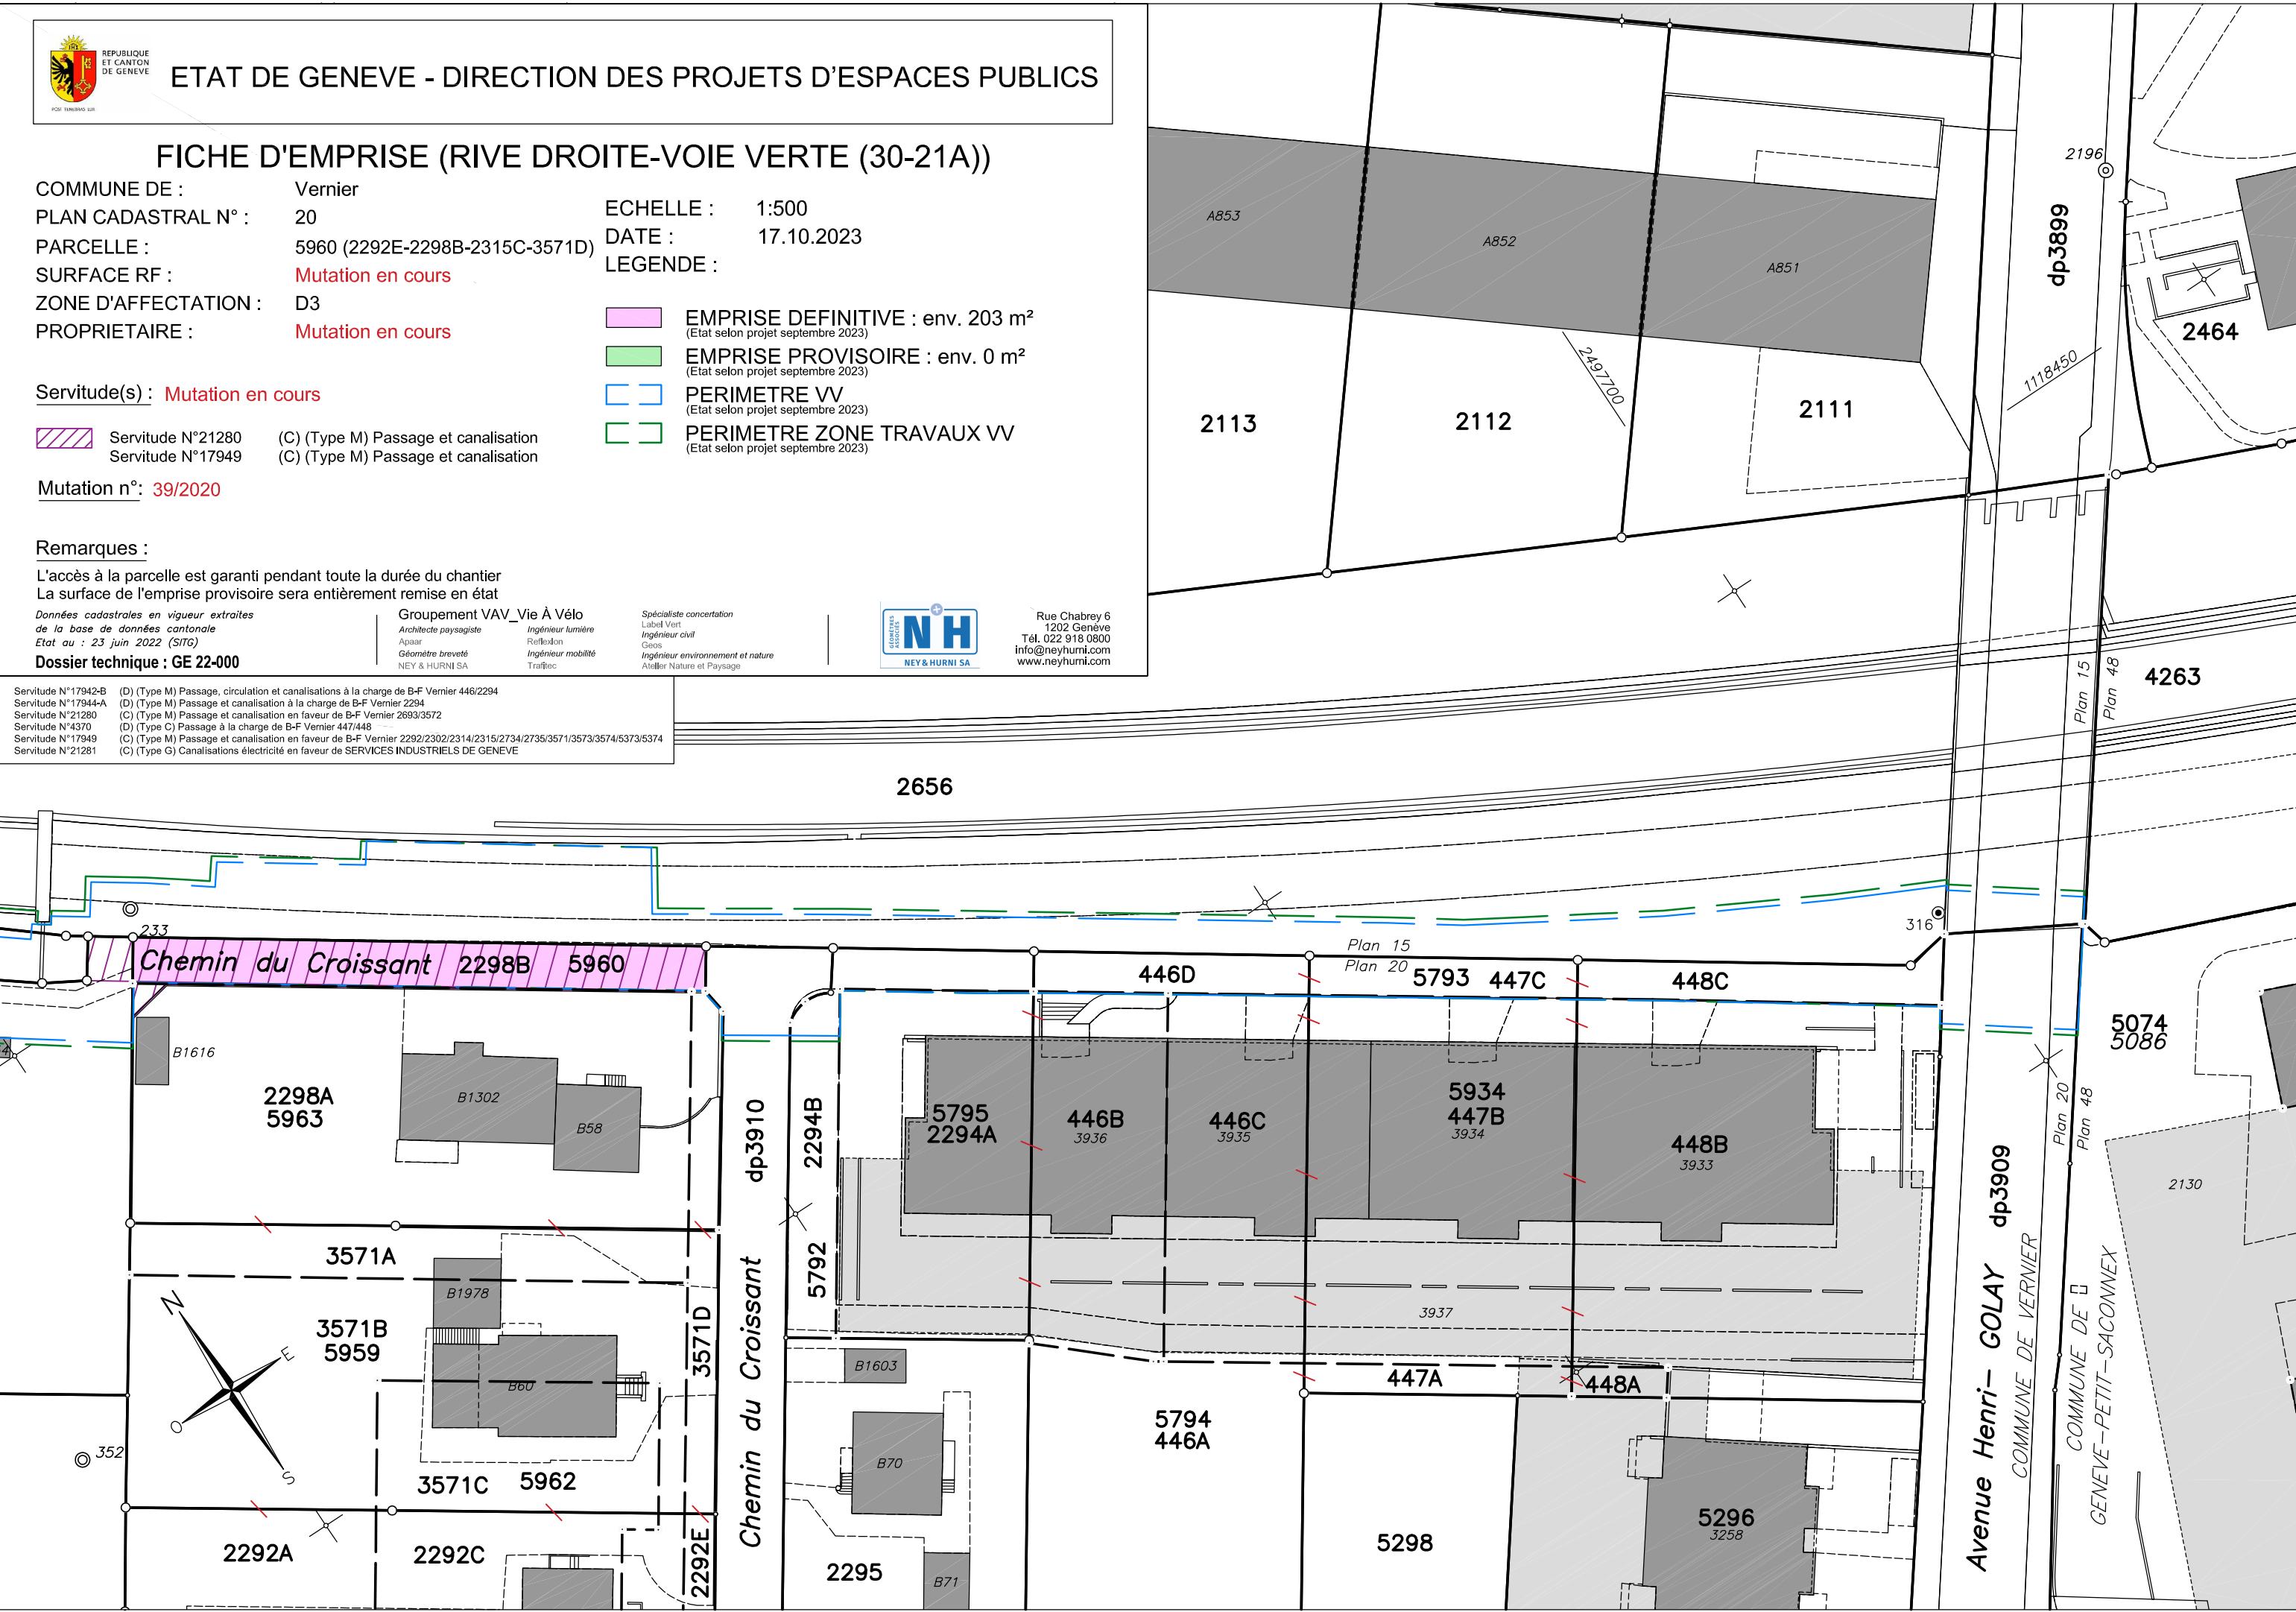 REPUBLIQUE
ET CANTON
DE GENEVE
POST TENEBRAS LUX
ETAT DE GENEVE - DIRECTION DES PROJETS D'ESPACES PUBLICS
FICHE D'EMPRISE (RIVE DROITE-VOIE VERTE (30-21A))
COMMUNE DE : Vernier
PLAN CADASTRAL N° : 20
PARCELLE : 5960 (2292E-2298B-2315C-3571D)
SURFACE RF : Mutation en cours
ZONE D'AFFECTATION : D3
PROPRIETAIRE : Mutation en cours
ECHELLE : 1:500
DATE : 17.10.2023
LEGENDE :
EMPRISE DEFINITIVE : env. 203 m²
(Etat selon projet septembre 2023)
EMPRISE PROVISOIRE : env. 0 m²
(Etat selon projet septembre 2023)
PERIMETRE VV
(Etat selon projet septembre 2023)
PERIMETRE ZONE TRAVAUX VV
(Etat selon projet septembre 2023)
Servitude(s) : Mutation en cours
Servitude N°21280 (C) (Type M) Passage et canalisation
Servitude N°17949 (C) (Type M) Passage et canalisation
Mutation n°: 39/2020
Remarques :
L'accès à la parcelle est garanti pendant toute la durée du chantier
La surface de l'emprise provisoire sera entièrement remise en état
Données cadastrales en vigueur extraites
de la base de données cantonale
Etat au : 23 juin 2022 (SITG)
Dossier technique : GE 22-000
Groupement VAV_Vie À Vélo
Architecte paysagiste
Apaar
Géomètre breveté
NEY & HURNI SA
Ingénieur lumière
Reflexion
Ingénieur mobilité
Trafitec
Spécialiste concertation
Label Vert
Ingénieur civil
Geos
Ingénieur environnement et nature
Atelier Nature et Paysage
GÉOMÈTRES
ASSOCIÉS
N+H
NEY & HURNI SA
Rue Chabrey 6
1202 Genève
Tél. 022 918 0800
info@neyhurni.com
www.neyhurni.com
Servitude N°17942-B (D) (Type M) Passage, circulation et canalisations à la charge de B-F Vernier 446/2294
Servitude N°17944-A (D) (Type M) Passage et canalisation à la charge de B-F Vernier 2294
Servitude N°21280 (C) (Type M) Passage et canalisation en faveur de B-F Vernier 2693/3572
Servitude N°4370 (D) (Type C) Passage à la charge de B-F Vernier 447/448
Servitude N°17949 (C) (Type M) Passage et canalisation en faveur de B-F Vernier 2292/2302/2314/2315/2734/2735/3571/3573/3574/5373/5374
Servitude N°21281 (C) (Type G) Canalisations électricité en faveur de SERVICES INDUSTRIELS DE GENEVE
A853
A852
A851
2196
dp3899
2464
2497700
1118450
2113
2112
2111
Plan 15
Plan 48
4263
2656
233
Chemin du Croissant 2298B 5960
316
Plan 15
Plan 20
446D
5793 447C
448C
5074
5086
B1616
2298A
5963
B1302
B58
dp3910
2294B
5795
2294A
446B
3936
446C
3935
5934
447B
3934
448B
3933
Plan 20
Plan 48
dp3909
2130
3571A
B1978
3571B
5959
B60
3571D
Chemin du Croissant
5792
3937
N
E
O
S
B1603
447A
448A
Avenue Henri- GOLAY
COMMUNE DE VERNIER
COMMUNE DE
GENEVE-PETIT-SACONNEX
352
3571C 5962
B70
5794
446A
5296
3258
2292A
2292C
2292E
2295
B71
5298